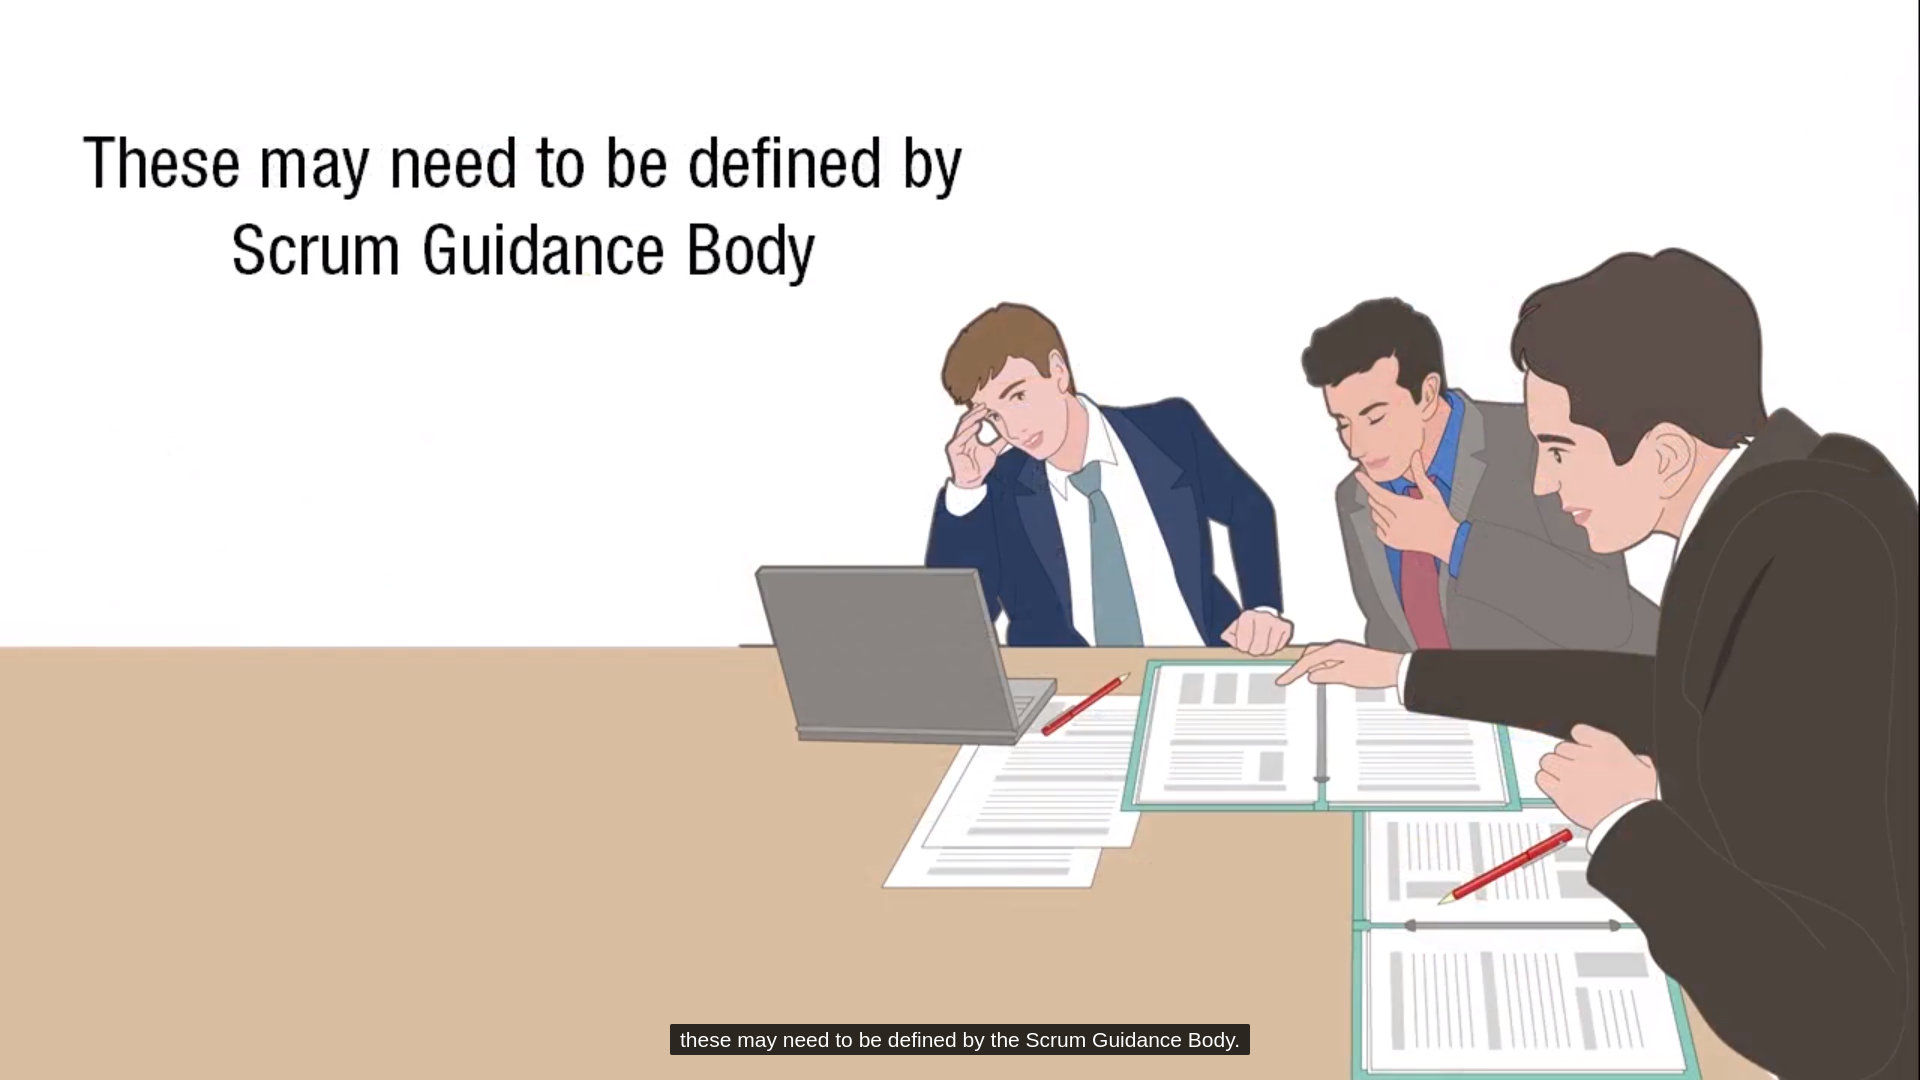 These may need to be defined by
Scrum Guidance Body
these may need to be defined by the Scrum Guidance Body.